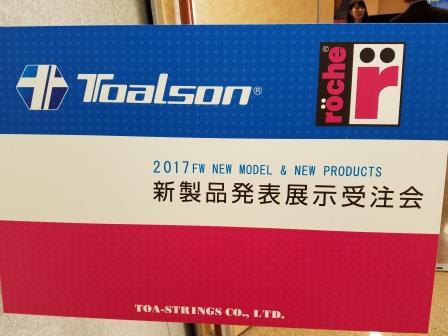 Toalson®
röche®
r̈
2017FW NEW MODEL & NEW PRODUCTS
新製品発表展示受注会
TOA-STRINGS CO., LTD.